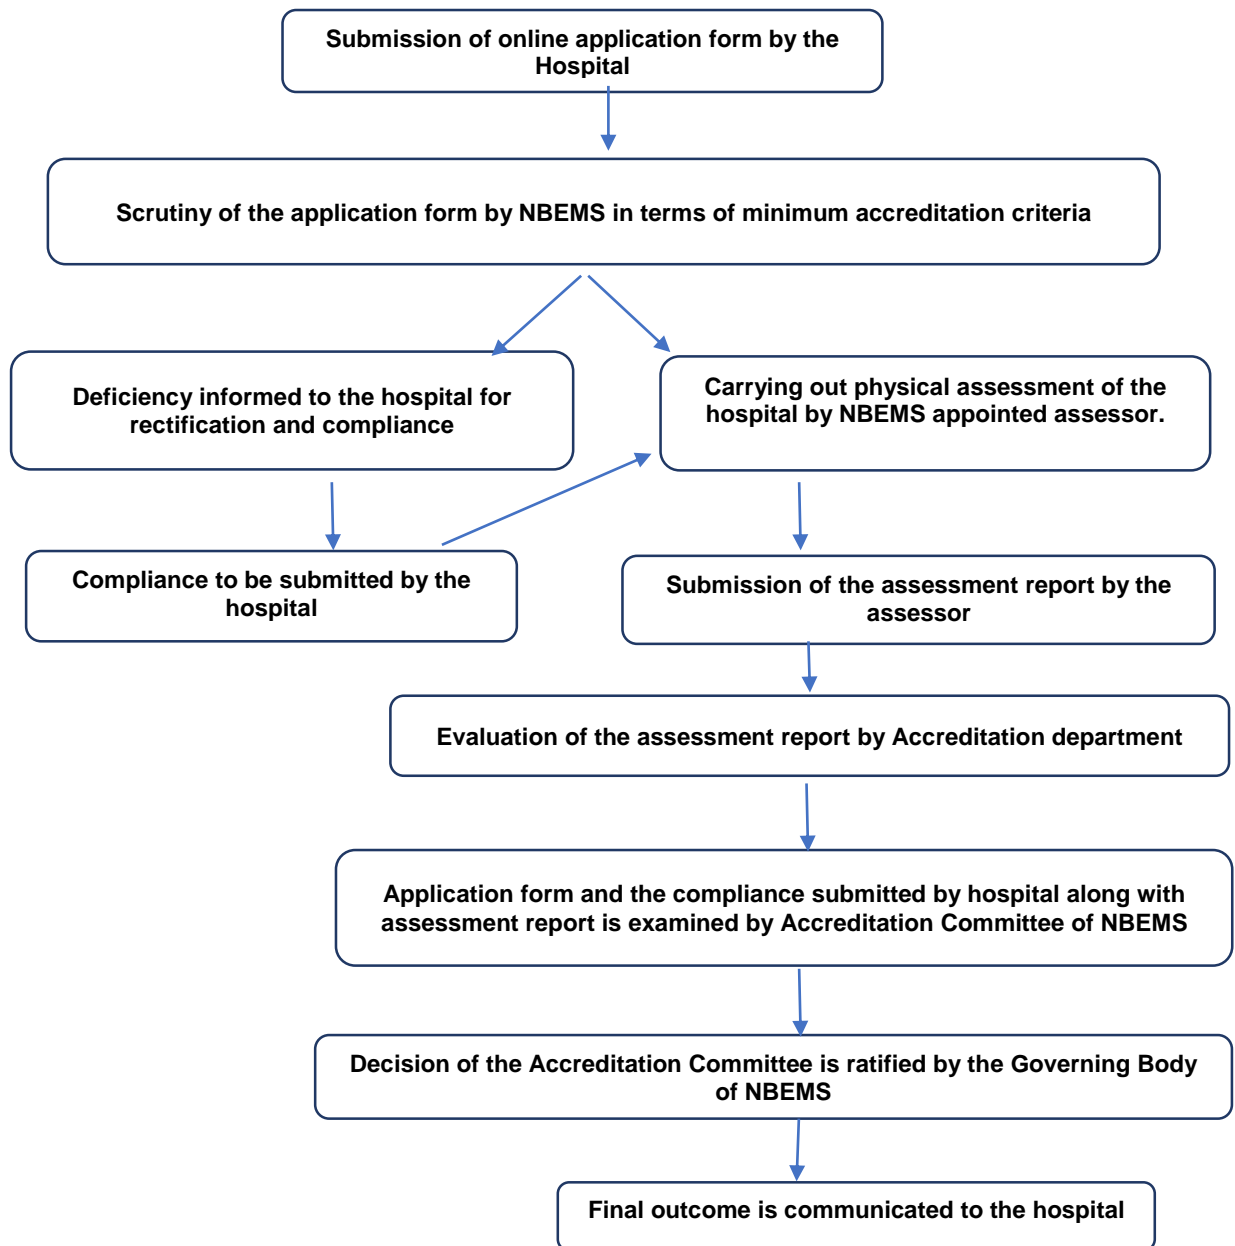 Submission of online application form by the
Hospital
Scrutiny of the application form by NBEMS in terms of minimum accreditation criteria
Deficiency informed to the hospital for
rectification and compliance
Carrying out physical assessment of the
hospital by NBEMS appointed assessor.
Compliance to be submitted by the
hospital
Submission of the assessment report by the
assessor
Evaluation of the assessment report by Accreditation department
Application form and the compliance submitted by hospital along with
assessment report is examined by Accreditation Committee of NBEMS
Decision of the Accreditation Committee is ratified by the Governing Body
of NBEMS
Final outcome is communicated to the hospital